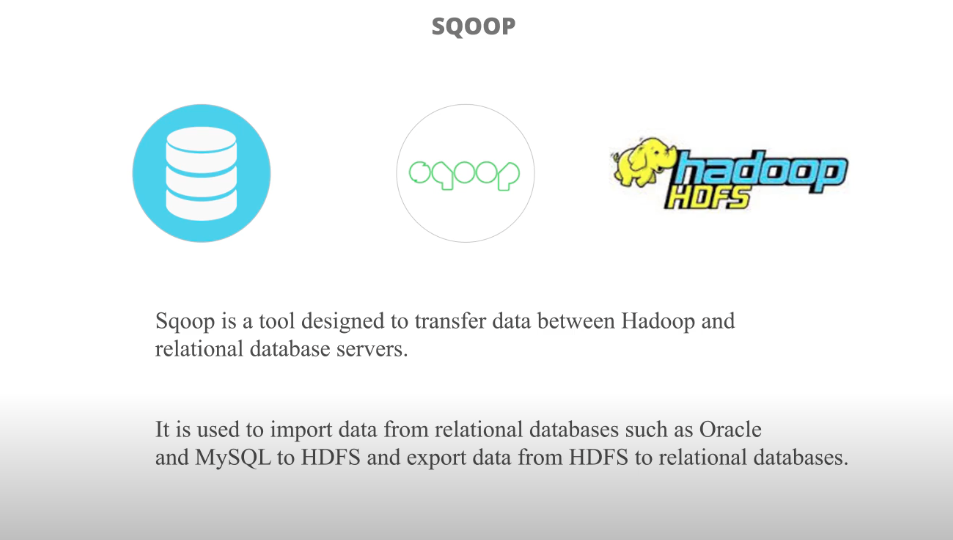 SQOOP
sqoop
hadoop
HDFS
Sqoop is a tool designed to transfer data between Hadoop and
relational database servers.
It is used to import data from relational databases such as Oracle
and MySQL to HDFS and export data from HDFS to relational databases.